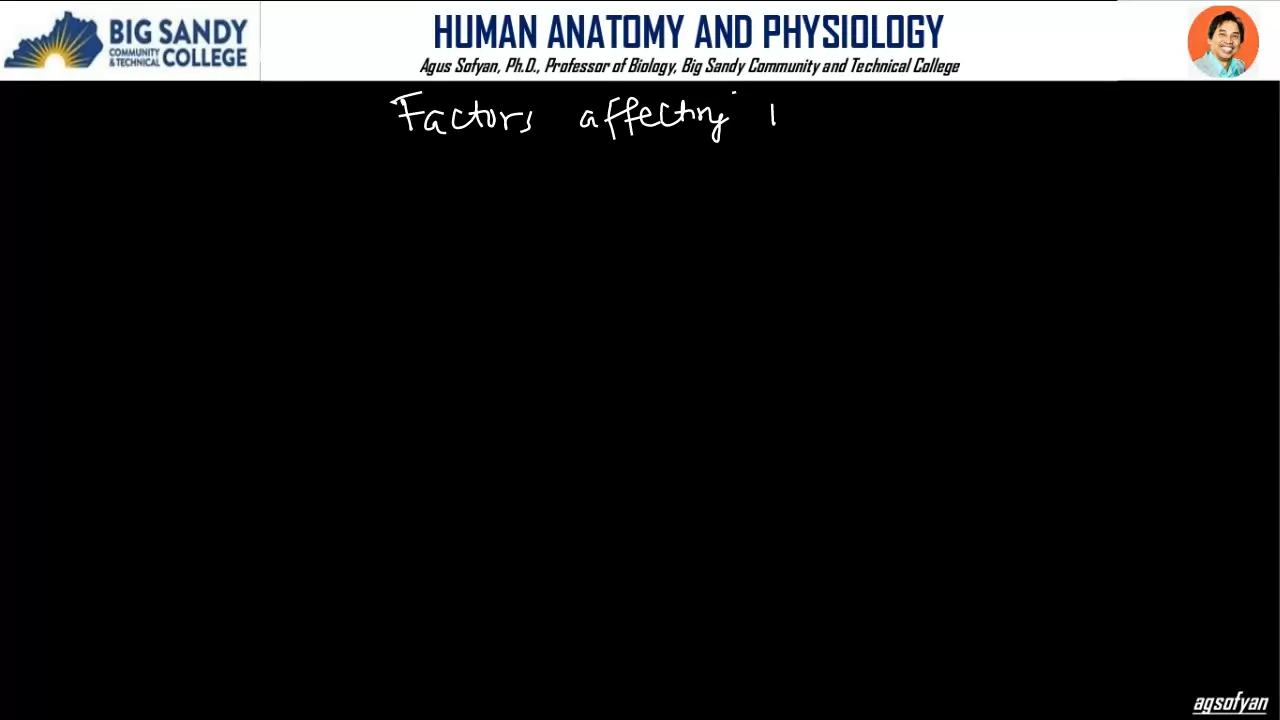 BIG SANDY
COMMUNITY
& TECHNICAL COLLEGE
HUMAN ANATOMY AND PHYSIOLOGY
Agus Sofyan, Ph.D., Professor of Biology, Big Sandy Community and Technical College
Factors affecting
agsofyan